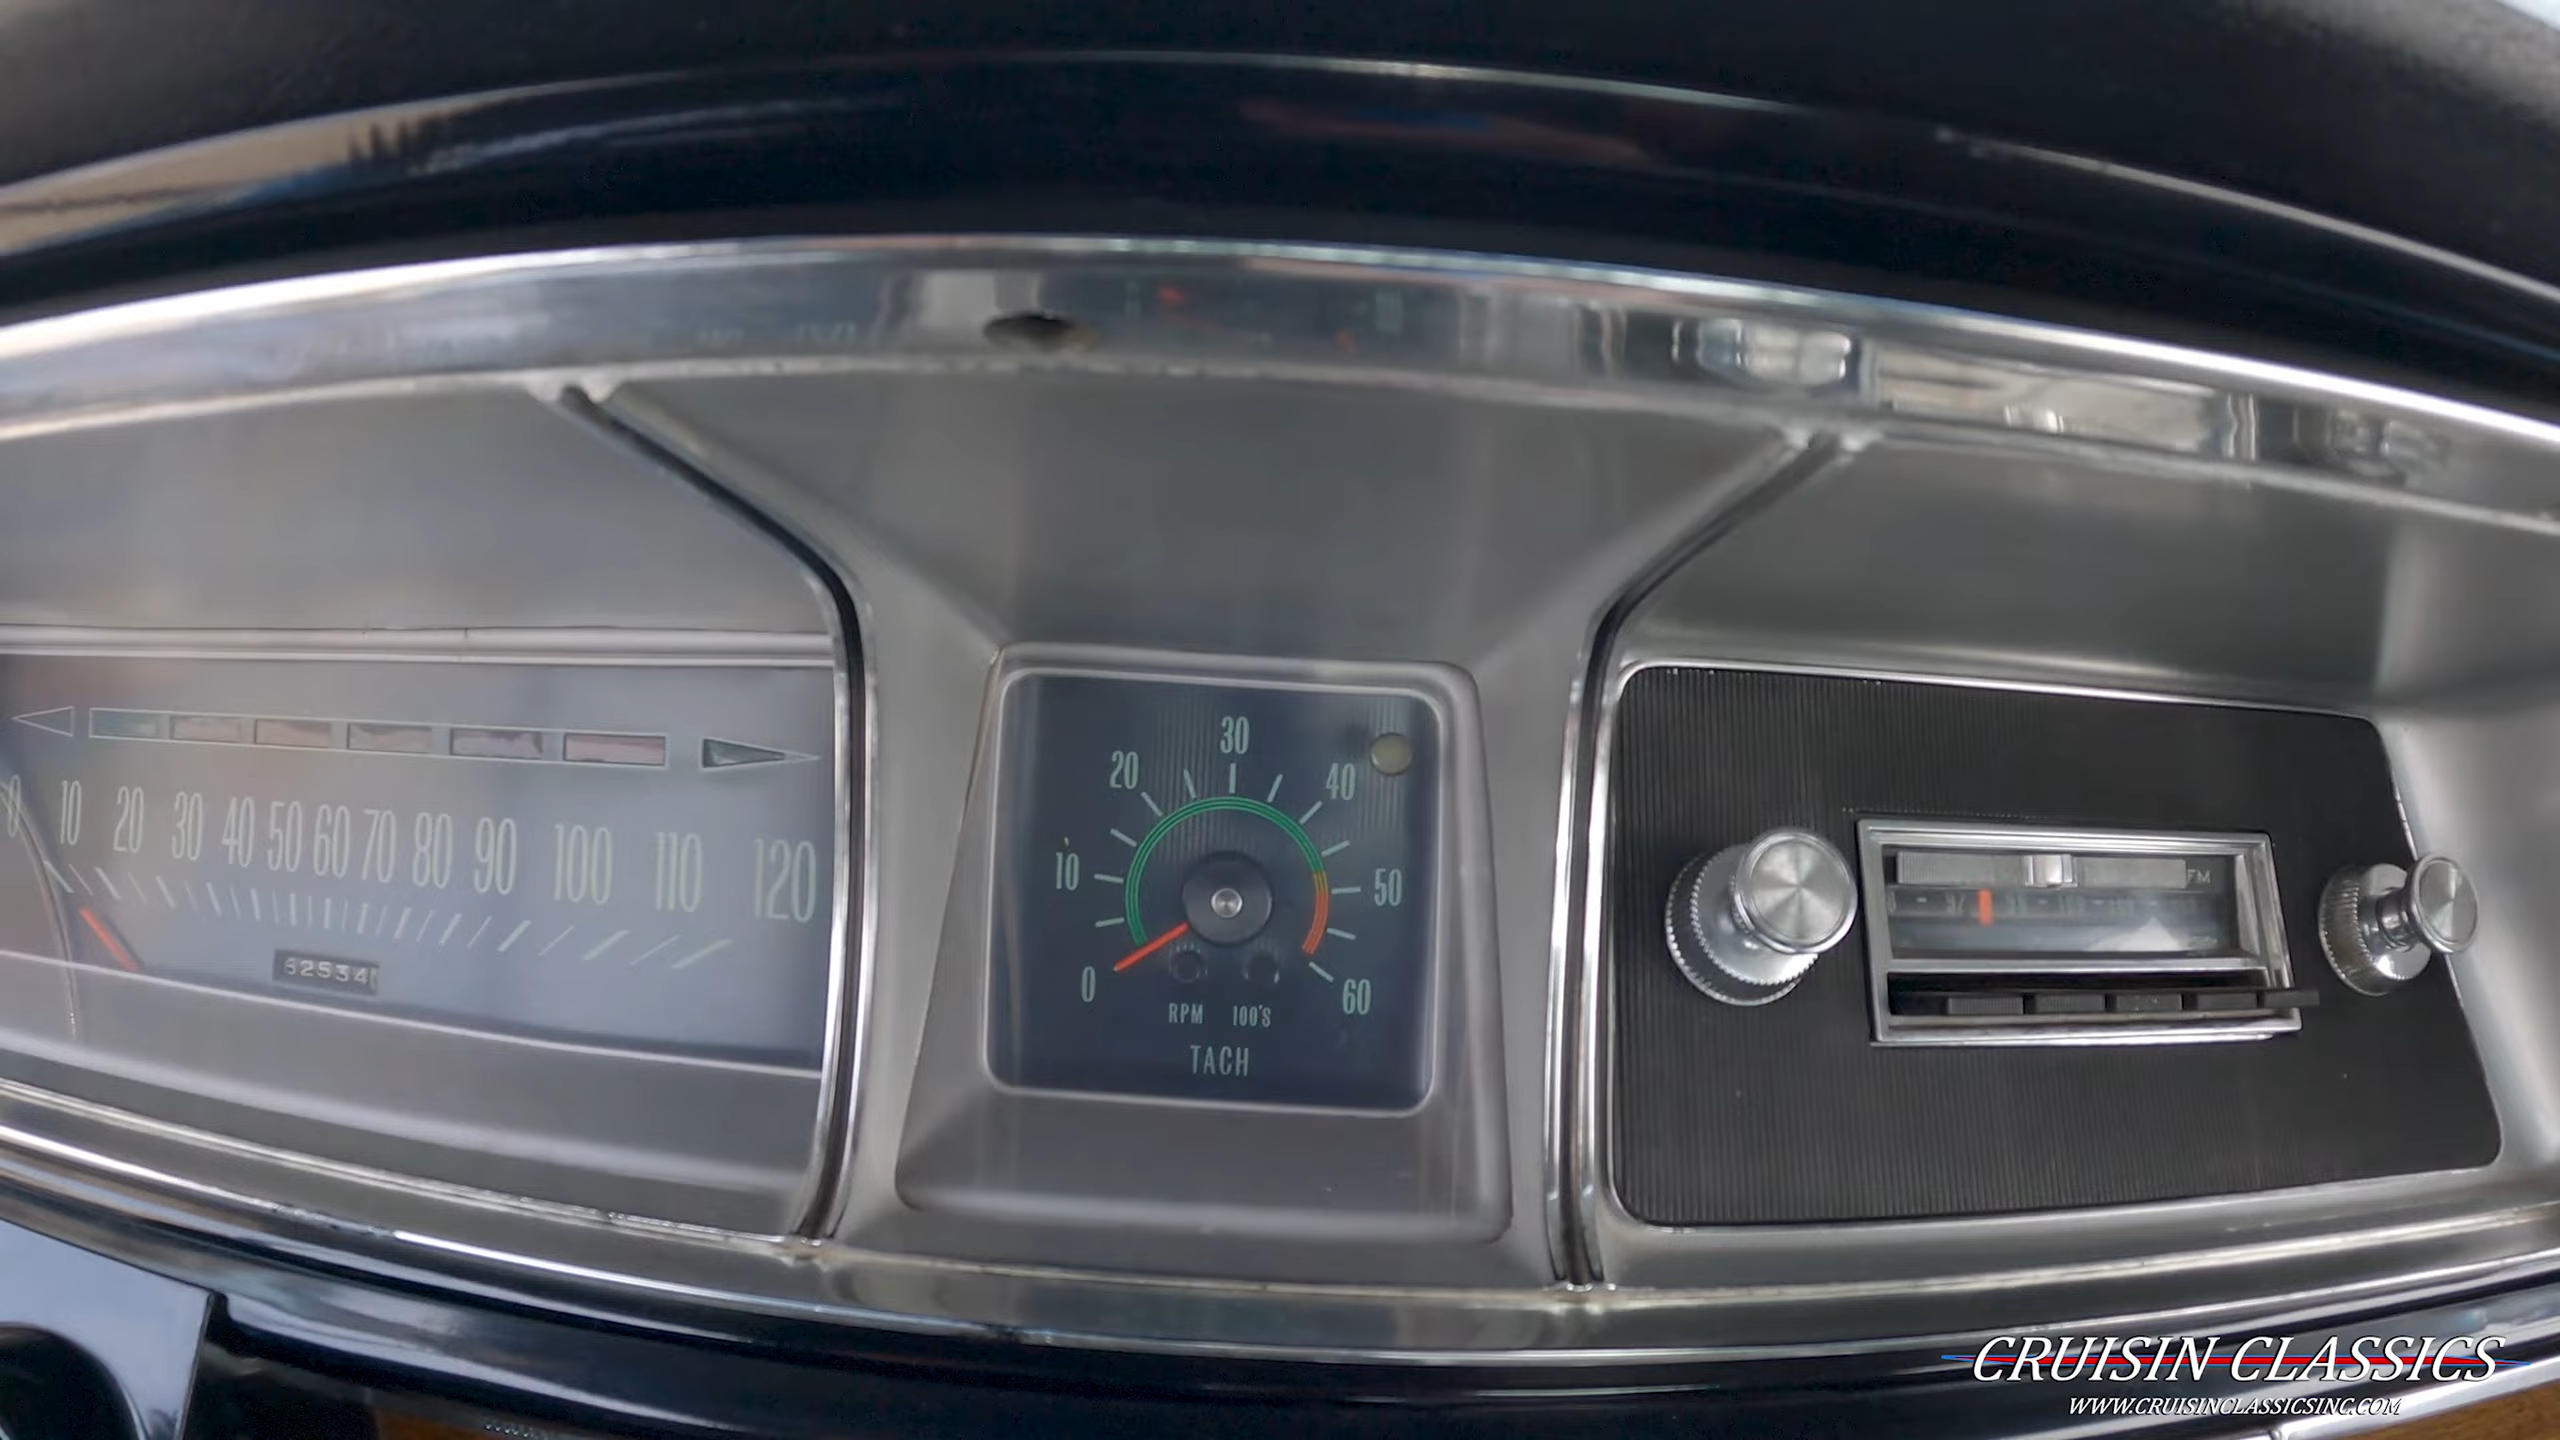 0 10 20 30 40 50 60 70 80 90 100 110 120
62534
0 10 20 30 40 50 60
RPM 100'S
TACH
FM
CRUISIN CLASSICS
WWW.CRUISINCLASSICSINC.COM